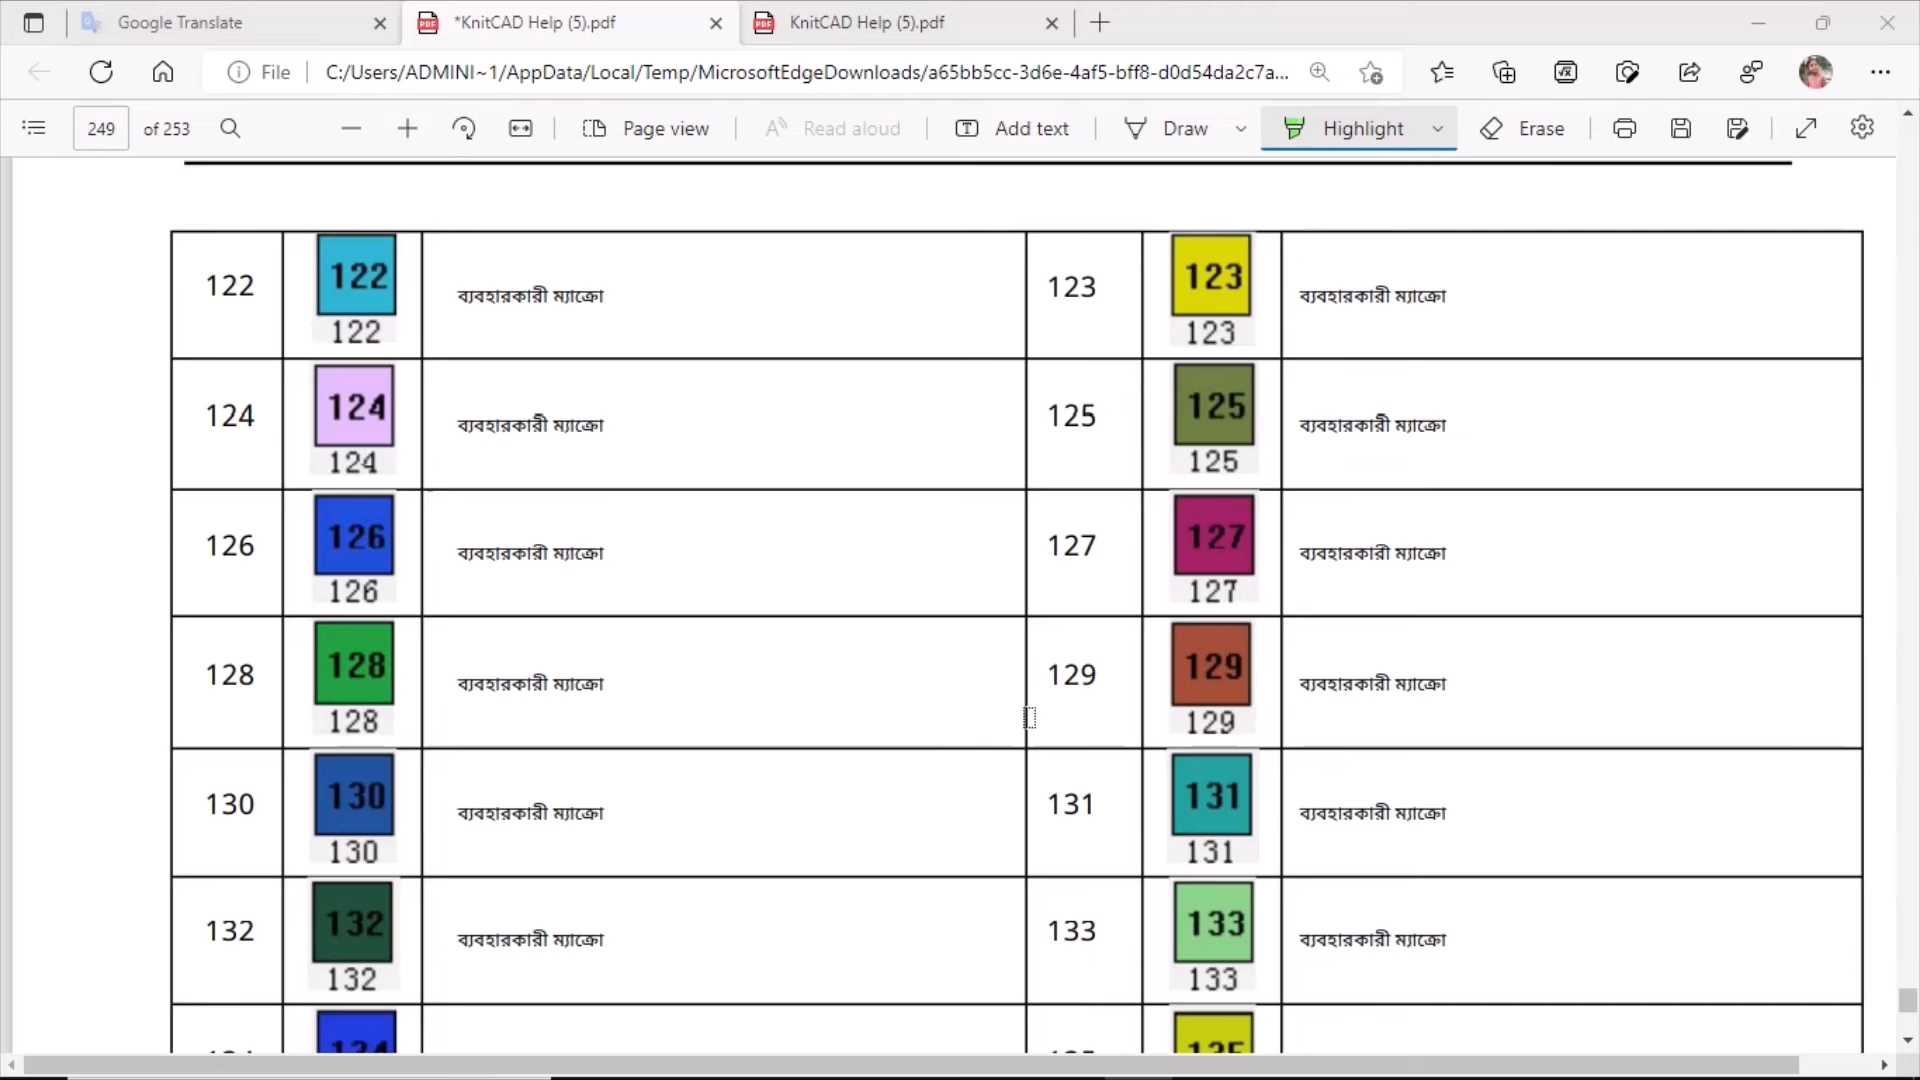 Google Translate
*KnitCAD Help (5).pdf
KnitCAD Help (5).pdf
File
C:/Users/ADMINI~1/AppData/Local/Temp/MicrosoftEdgeDownloads/a65bb5cc-3d6e-4af5-bff8-d0d54da2c7a...
249 of 253
Page view
Read aloud
Add text
Draw
Highlight
Erase
122 122 122 ব্যবহারকারী ম্যাক্রো 123 123 123 ব্যবহারকারী ম্যাক্রো
124 124 124 ব্যবহারকারী ম্যাক্রো 125 125 125 ব্যবহারকারী ম্যাক্রো
126 126 126 ব্যবহারকারী ম্যাক্রো 127 127 127 ব্যবহারকারী ম্যাক্রো
128 128 128 ব্যবহারকারী ম্যাক্রো 129 129 129 ব্যবহারকারী ম্যাক্রো
130 130 130 ব্যবহারকারী ম্যাক্রো 131 131 131 ব্যবহারকারী ম্যাক্রো
132 132 132 ব্যবহারকারী ম্যাক্রো 133 133 133 ব্যবহারকারী ম্যাক্রো
134 135